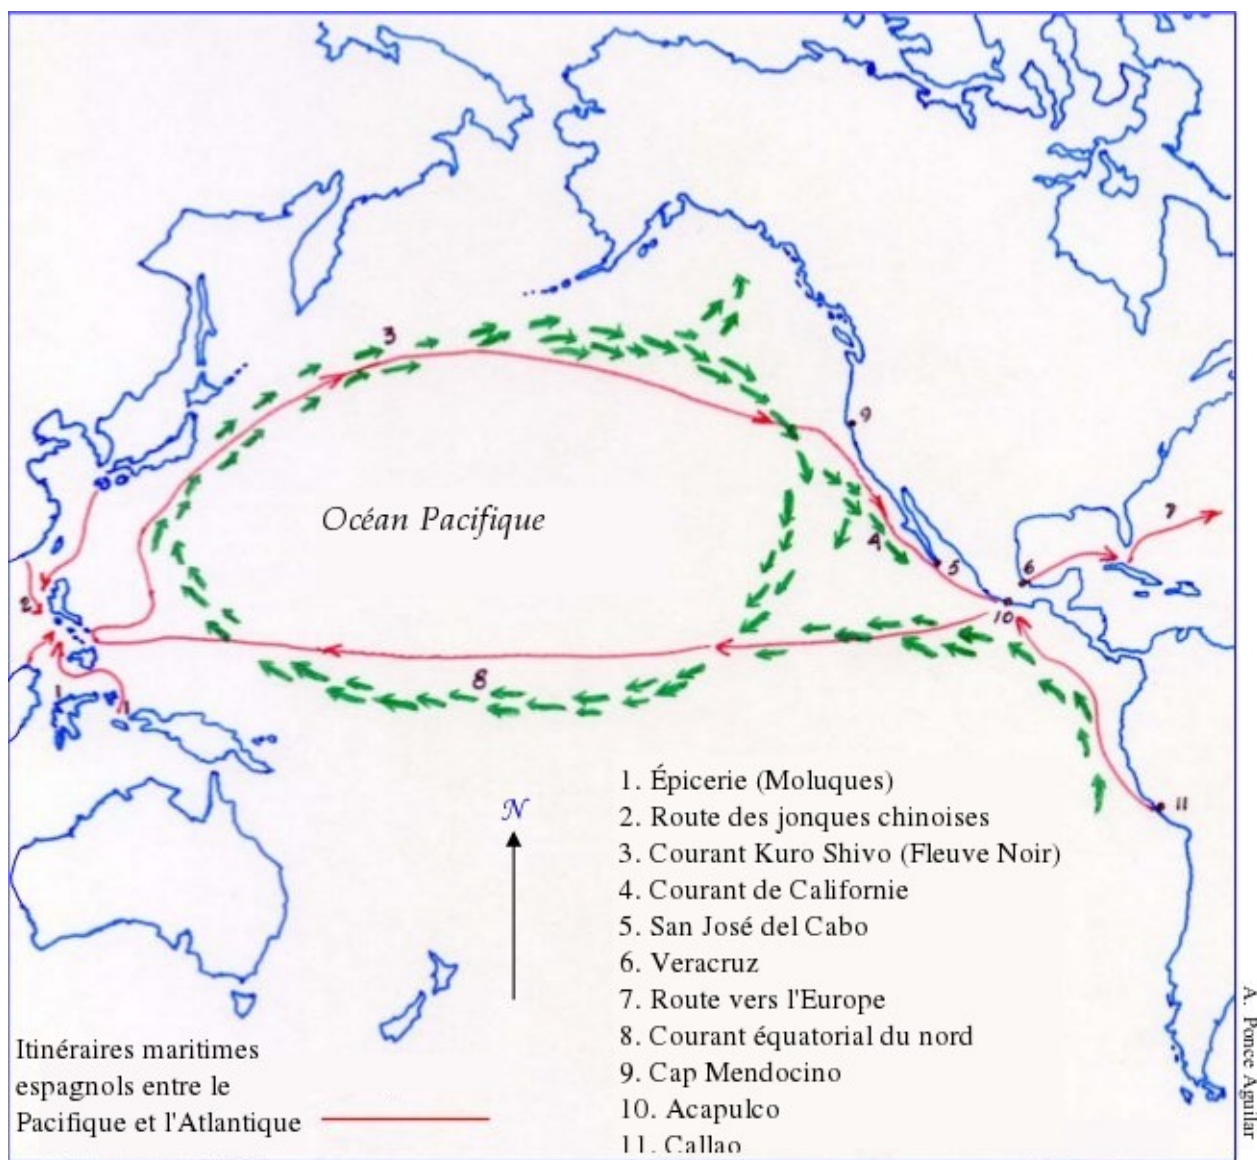 3
9
Océan Pacifique
7
4
5
6
2
10
8
1
1
11
N
1. Épicerie (Moluques)
2. Route des jonques chinoises
3. Courant Kuro Shivo (Fleuve Noir)
4. Courant de Californie
5. San José del Cabo
6. Veracruz
7. Route vers l'Europe
8. Courant équatorial du nord
9. Cap Mendocino
10. Acapulco
11. Callao
Itinéraires maritimes
espagnols entre le
Pacifique et l'Atlantique
A. Ponce Aguilar